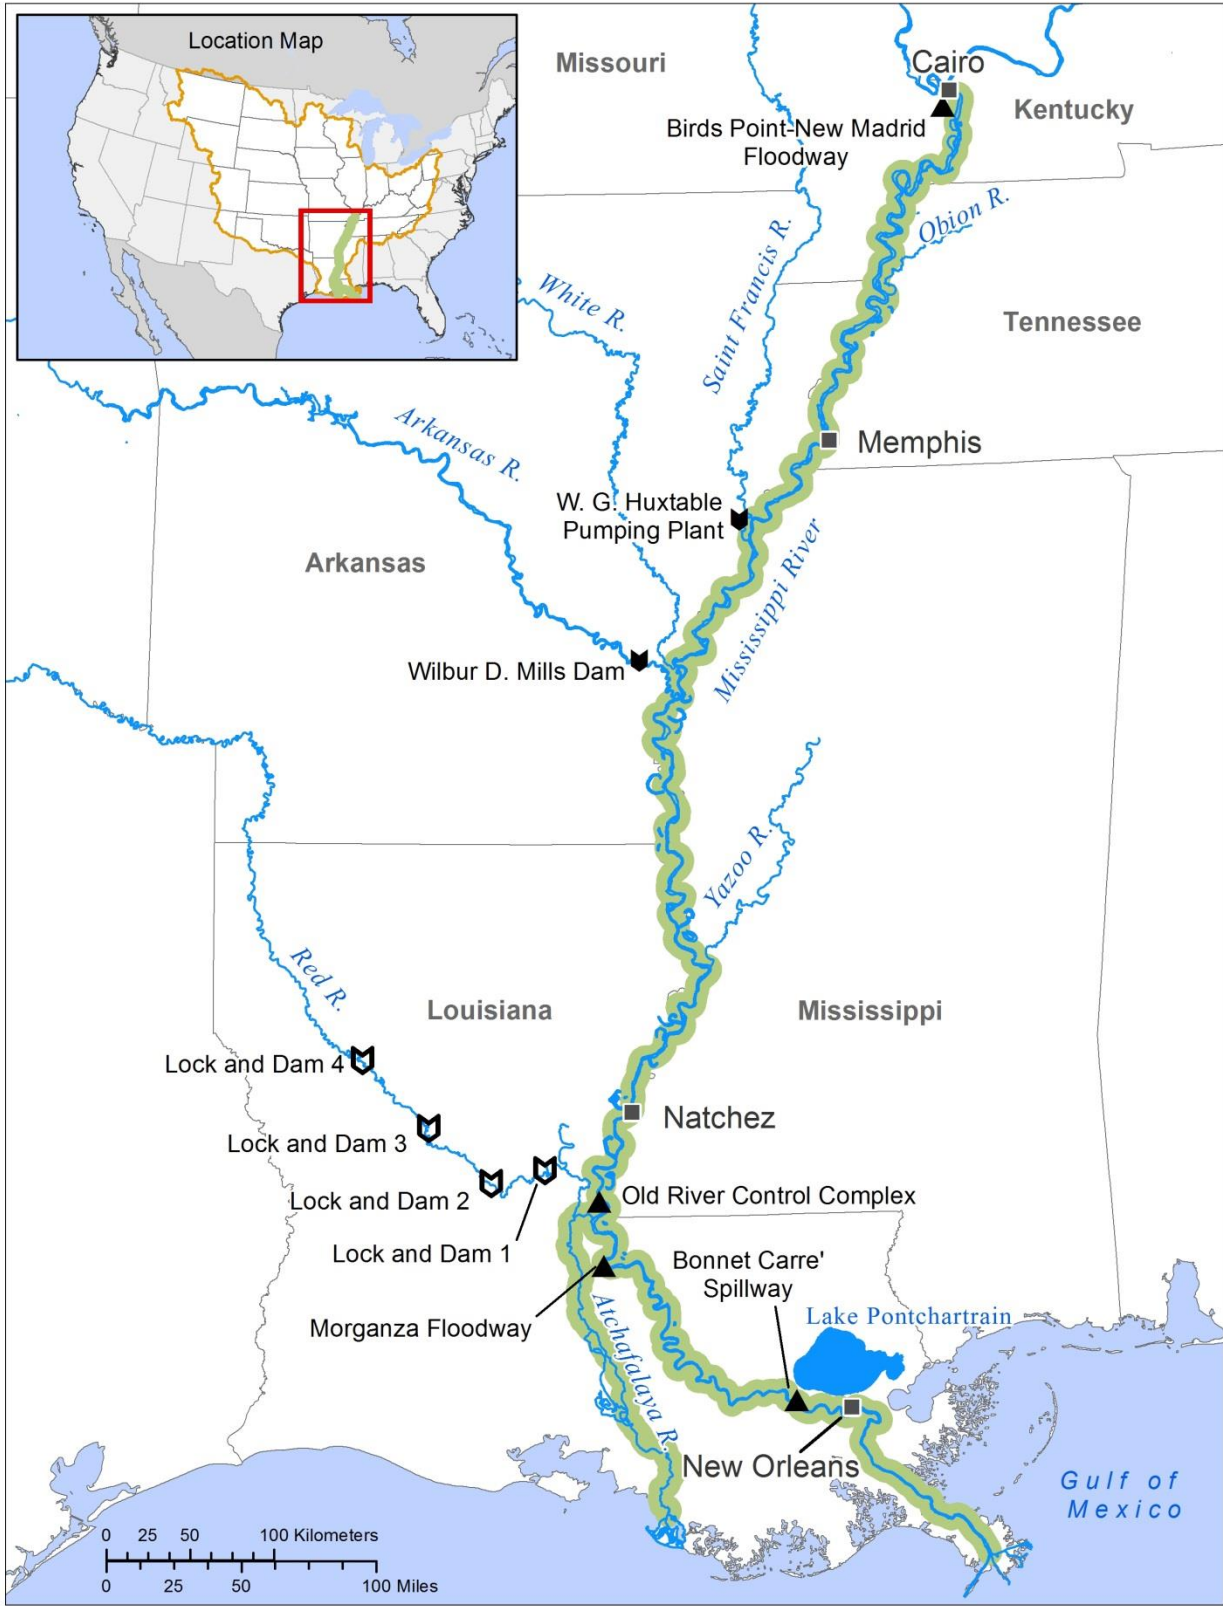 Location Map
Missouri
Cairo
Kentucky
Birds Point-New Madrid
Floodway
Obion R.
Saint Francis R.
White R.
Tennessee
Arkansas R.
Memphis
W. G. Huxtable
Pumping Plant
Mississippi River
Arkansas
Wilbur D. Mills Dam
Yazoo R.
Red R.
Louisiana
Mississippi
Lock and Dam 4
Natchez
Lock and Dam 3
Lock and Dam 2
Old River Control Complex
Lock and Dam 1
Bonnet Carre'
Spillway
Morganza Floodway
Atchafalaya R.
Lake Pontchartrain
New Orleans
Gulf of
Mexico
0 25 50 100 Kilometers
0 25 50 100 Miles